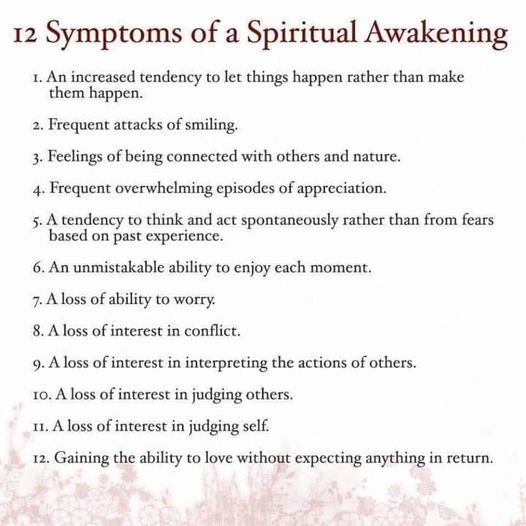 12 Symptoms of a Spiritual Awakening
1. An increased tendency to let things happen rather than make
them happen.
2. Frequent attacks of smiling.
3. Feelings of being connected with others and nature.
4. Frequent overwhelming episodes of appreciation.
5. A tendency to think and act spontaneously rather than from fears
based on past experience.
6. An unmistakable ability to enjoy each moment.
7. A loss of ability to worry.
8. A loss of interest in conflict.
9. A loss of interest in interpreting the actions of others.
10. A loss of interest in judging others.
11. A loss of interest in judging self.
12. Gaining the ability to love without expecting anything in return.